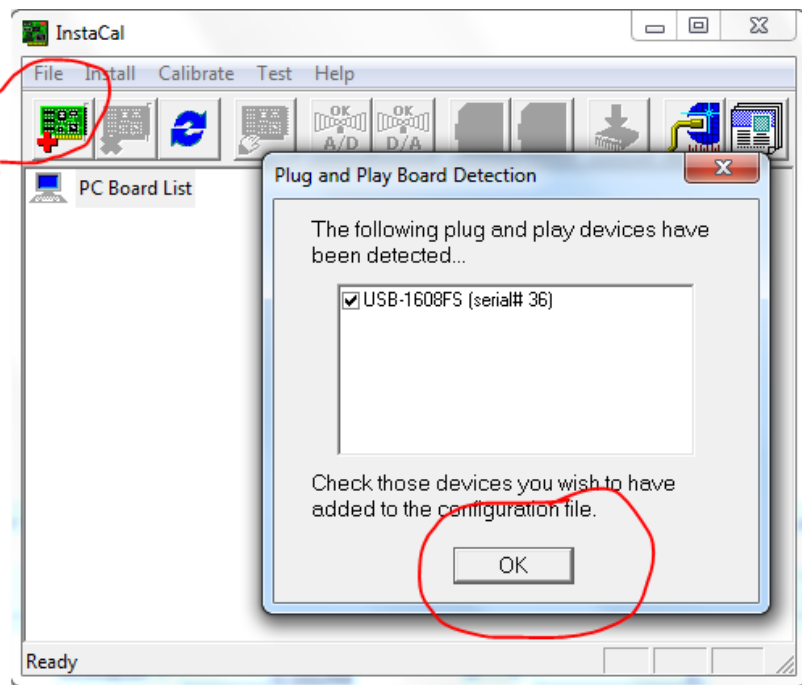 InstaCal
File Install Calibrate Test Help
OK OK
A/D D/A
PC Board List
Plug and Play Board Detection
The following plug and play devices have
been detected...
USB-1608FS (serial# 36)
Check those devices you wish to have
added to the configuration file.
OK
Ready